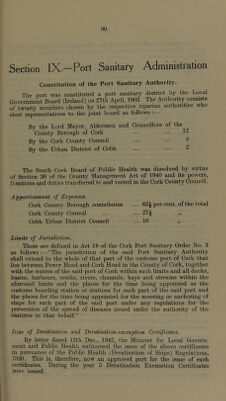 90
Section IX.—Port Sanitary Administration
Constitution of the Port Sanitary Authority.
The port was constituted a port sanitary district by the Local
Government Board (Ireland) on 27th April, 1903. The Authority consists
of twenty members chosen by the respective riparian authorities who
elect representatives to the joint board as follows :—
By the Lord Mayor, Aldermen and Councillors of the
County Borough of Cork ... ... 12
By the Cork County Council ... ... 6
By the Urban District of Cobh ... ... 2
The South Cork Board of Public Health was dissolved by virtue
of Section 36 of the County Management Act of 1940 and its powers,
functions and duties transferred to and vested in the Cork County Council.
Apportionment of Expenses
Cork County Borough contributes ... 62½ per cent. of the total
Cork County Council ... ... 27½ „
Cobh Urban District Council ... 10 „
Limits of Jurisdiction.
These are defined in Art 18 of the Cork Port Sanitary Order No. 3
as follows :—"The jurisdiction of the said Port Sanitary Authority
shall extend to the whole of that part of the customs port of Cork that
lies between Power Head and Cork Head in the County of Cork, together
with the waters of the said port of Cork within such limits and all docks,
basins, harbours, creeks, rivers, channels, bays and streams within the
aforesaid limits and the places for the time being appointed as the
customs boarding station or stations for such part of the said port and
the places for the time being appointed for the mooring or anchoring of
ships for such part of the said port under any regulations for the
prevention of the spread of diseases issued under the authority of the
statutes in that behalf."
Issue of Deratisation and Deratisation-exemption Certificates.
By letter dated 12th Dec., 1942, the Minister for Local Govern-
ment and Public Health authorised the issue of the above certificates
in pursuance of the Public Health (Deratisation of Ships) Regulations,
1930. This is, therefore, now an approved port for the issue of such
certificates. During the year 5 Deratisation Exemption Certificates
were issued.